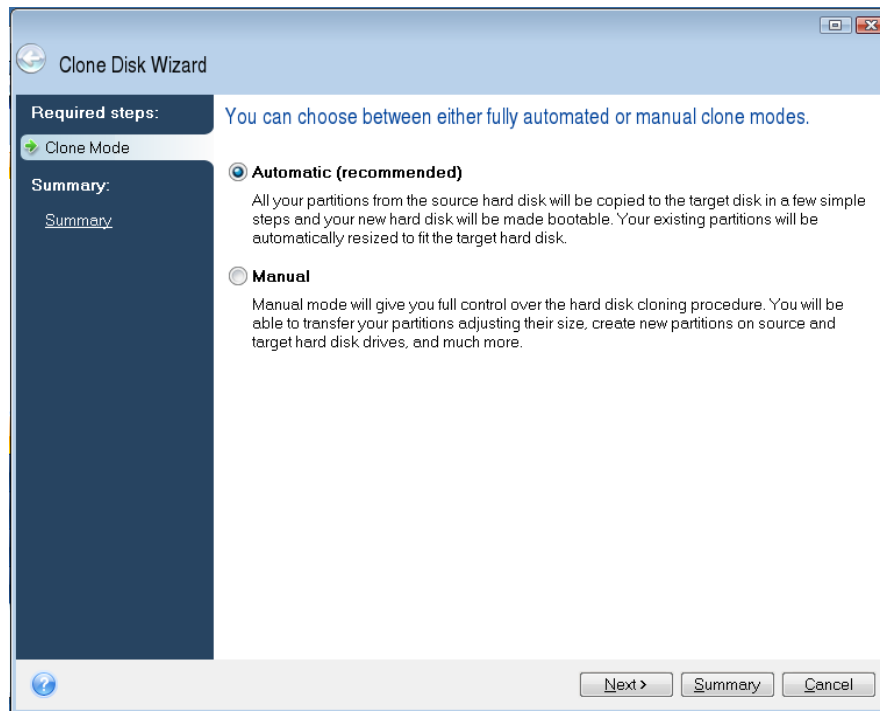 Clone Disk Wizard
Required steps:
Clone Mode
Summary:
Summary
You can choose between either fully automated or manual clone modes.
Automatic (recommended)
All your partitions from the source hard disk will be copied to the target disk in a few simple
steps and your new hard disk will be made bootable. Your existing partitions will be
automatically resized to fit the target hard disk.
Manual
Manual mode will give you full control over the hard disk cloning procedure. You will be
able to transfer your partitions adjusting their size, create new partitions on source and
target hard disk drives, and much more.
?
Next >
Summary
Cancel